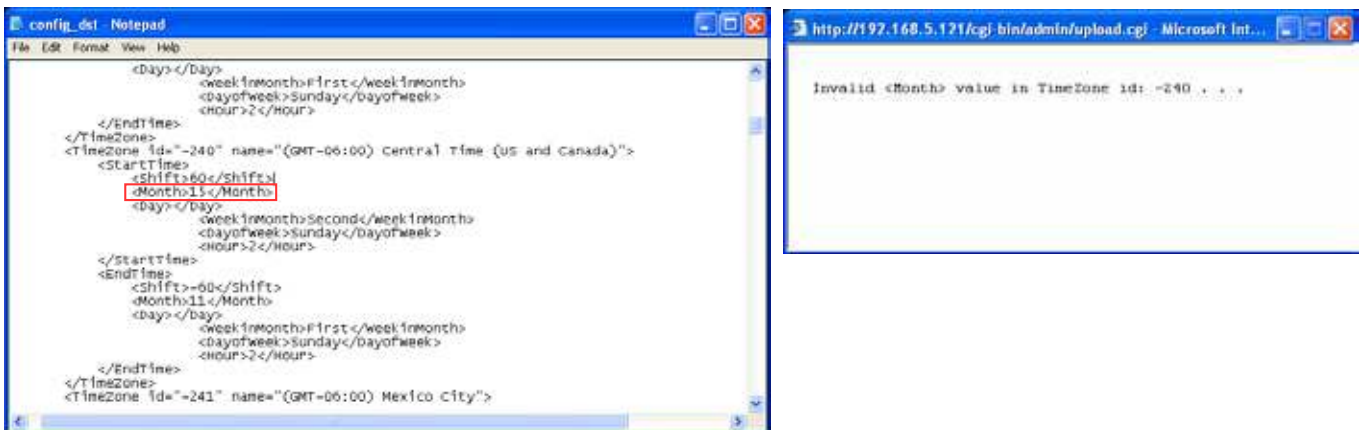 config_dst - Notepad
File Edit Format View Help
<Day></Day>
<WeekInMonth>First</WeekInMonth>
<DayofWeek>Sunday</DayofWeek>
<Hour>2</Hour>
</EndTime>
</TimeZone>
<TimeZone id="-240" name="(GMT-06:00) Central Time (US and Canada)">
<StartTime>
<Shift>60</Shift>
<Month>15</Month>
<Day></Day>
<WeekInMonth>Second</WeekInMonth>
<DayofWeek>Sunday</DayofWeek>
<Hour>2</Hour>
</StartTime>
<EndTime>
<Shift>-60</Shift>
<Month>11</Month>
<Day></Day>
<WeekInMonth>First</WeekInMonth>
<DayofWeek>Sunday</DayofWeek>
<Hour>2</Hour>
</EndTime>
</TimeZone>
<TimeZone id="-241" name="(GMT-06:00) Mexico City">
http://192.168.5.121/cgi-bin/admin/upload.cgi - Microsoft Int...
Invalid <Month> value in TimeZone id: -240 . . .